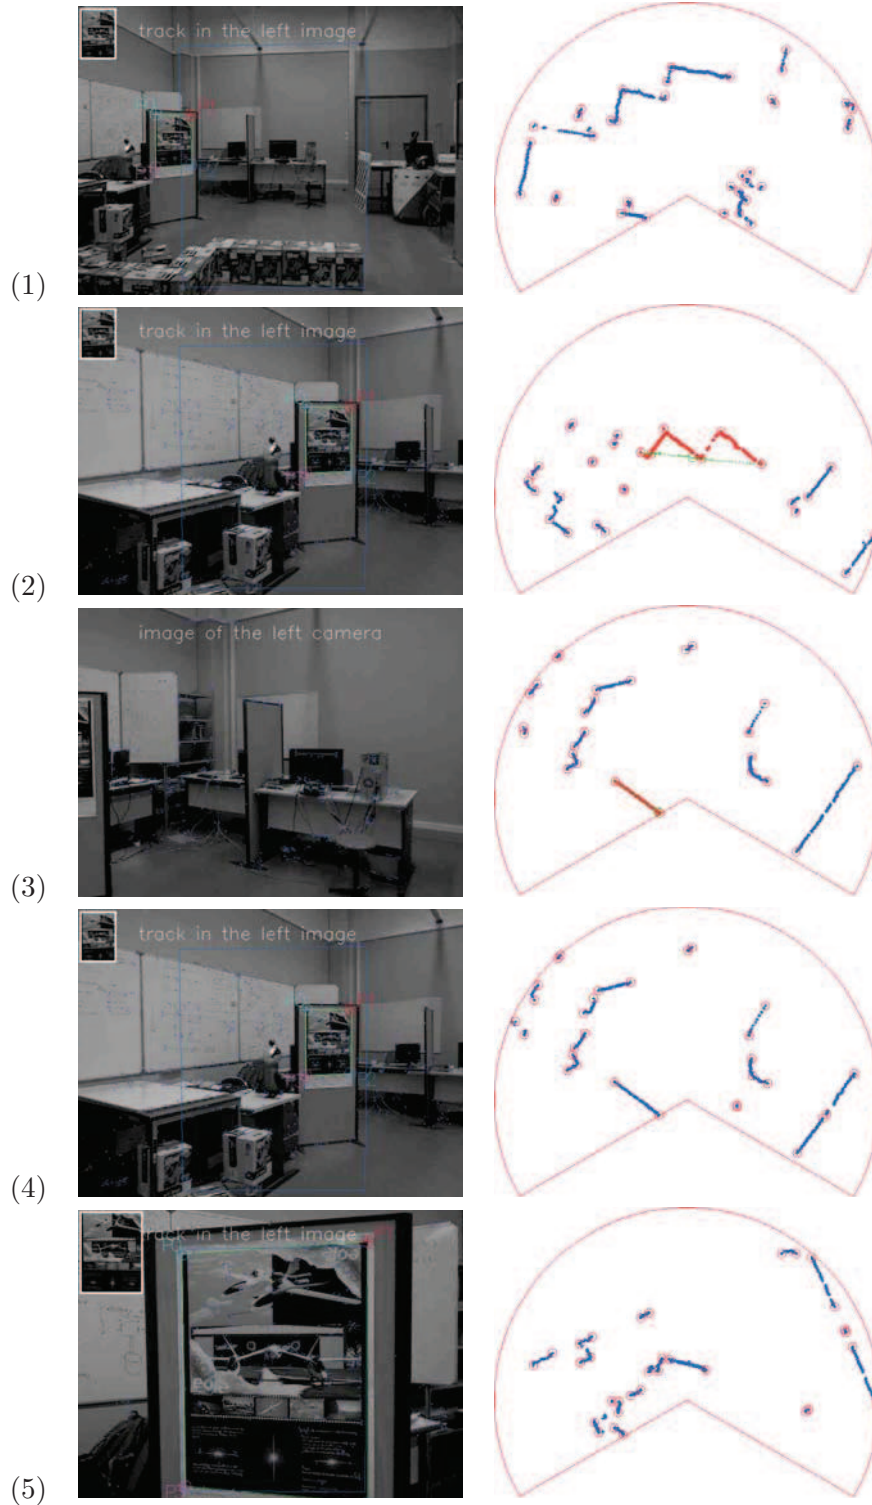 track in the left image
(1)
track in the left image
(2)
image of the left camera
(3)
track in the left image
(4)
track in the left image
(5)